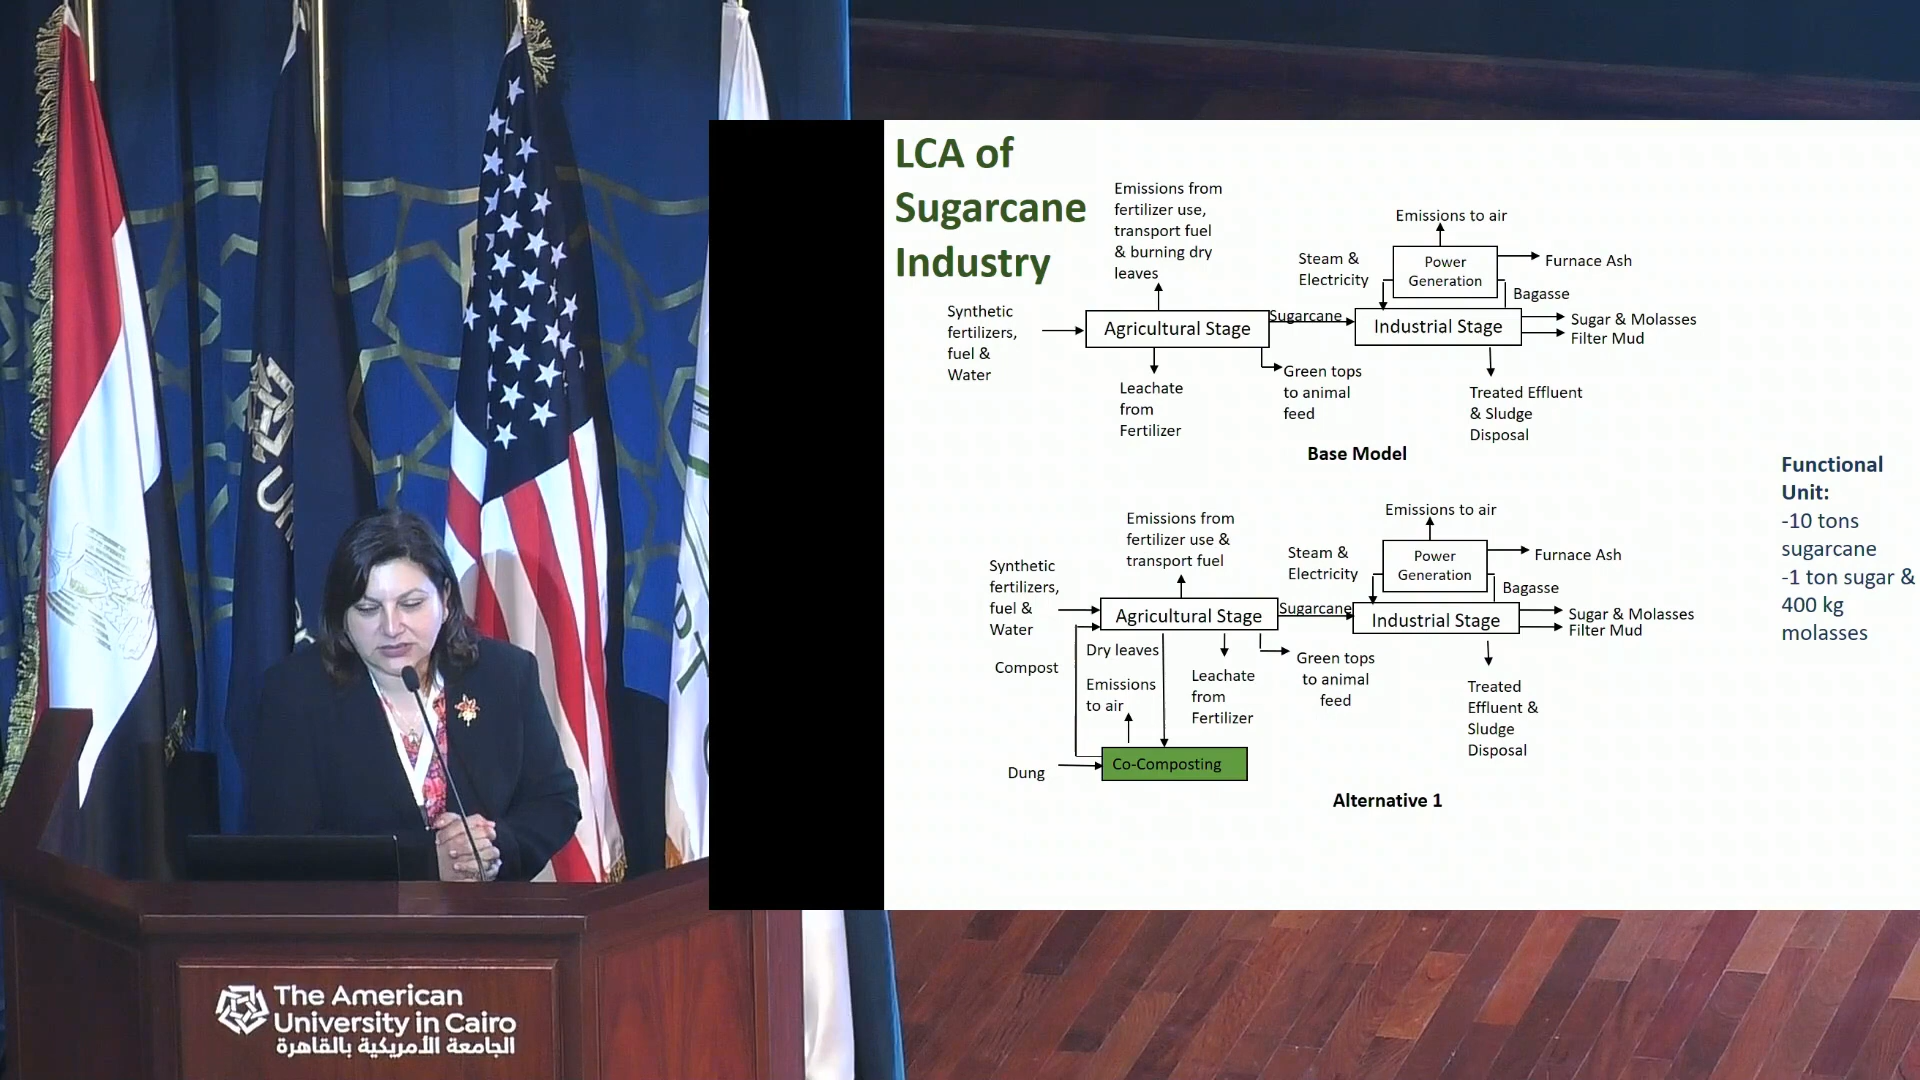 LCA of
Sugarcane
Industry
Emissions from
fertilizer use,
transport fuel
& burning dry
leaves
Synthetic
fertilizers,
fuel &
Water
Agricultural Stage
Leachate
from
Fertilizer
Sugarcane
Green tops
to animal
feed
Steam &
Electricity
Emissions to air
Power
Generation
Furnace Ash
Bagasse
Industrial Stage
Sugar & Molasses
Filter Mud
Treated Effluent
& Sludge
Disposal
Base Model
Emissions from
fertilizer use &
transport fuel
Synthetic
fertilizers,
fuel &
Water
Agricultural Stage
Compost
Dry leaves
Emissions
to air
Dung
Co-Composting
Leachate
from
Fertilizer
Sugarcane
Green tops
to animal
feed
Steam &
Electricity
Emissions to air
Power
Generation
Furnace Ash
Bagasse
Industrial Stage
Sugar & Molasses
Filter Mud
Treated
Effluent &
Sludge
Disposal
Alternative 1
Functional
Unit:
-10 tons
sugarcane
-1 ton sugar &
400 kg
molasses
The American
University in Cairo
الجامعة الأمريكية بالقاهرة